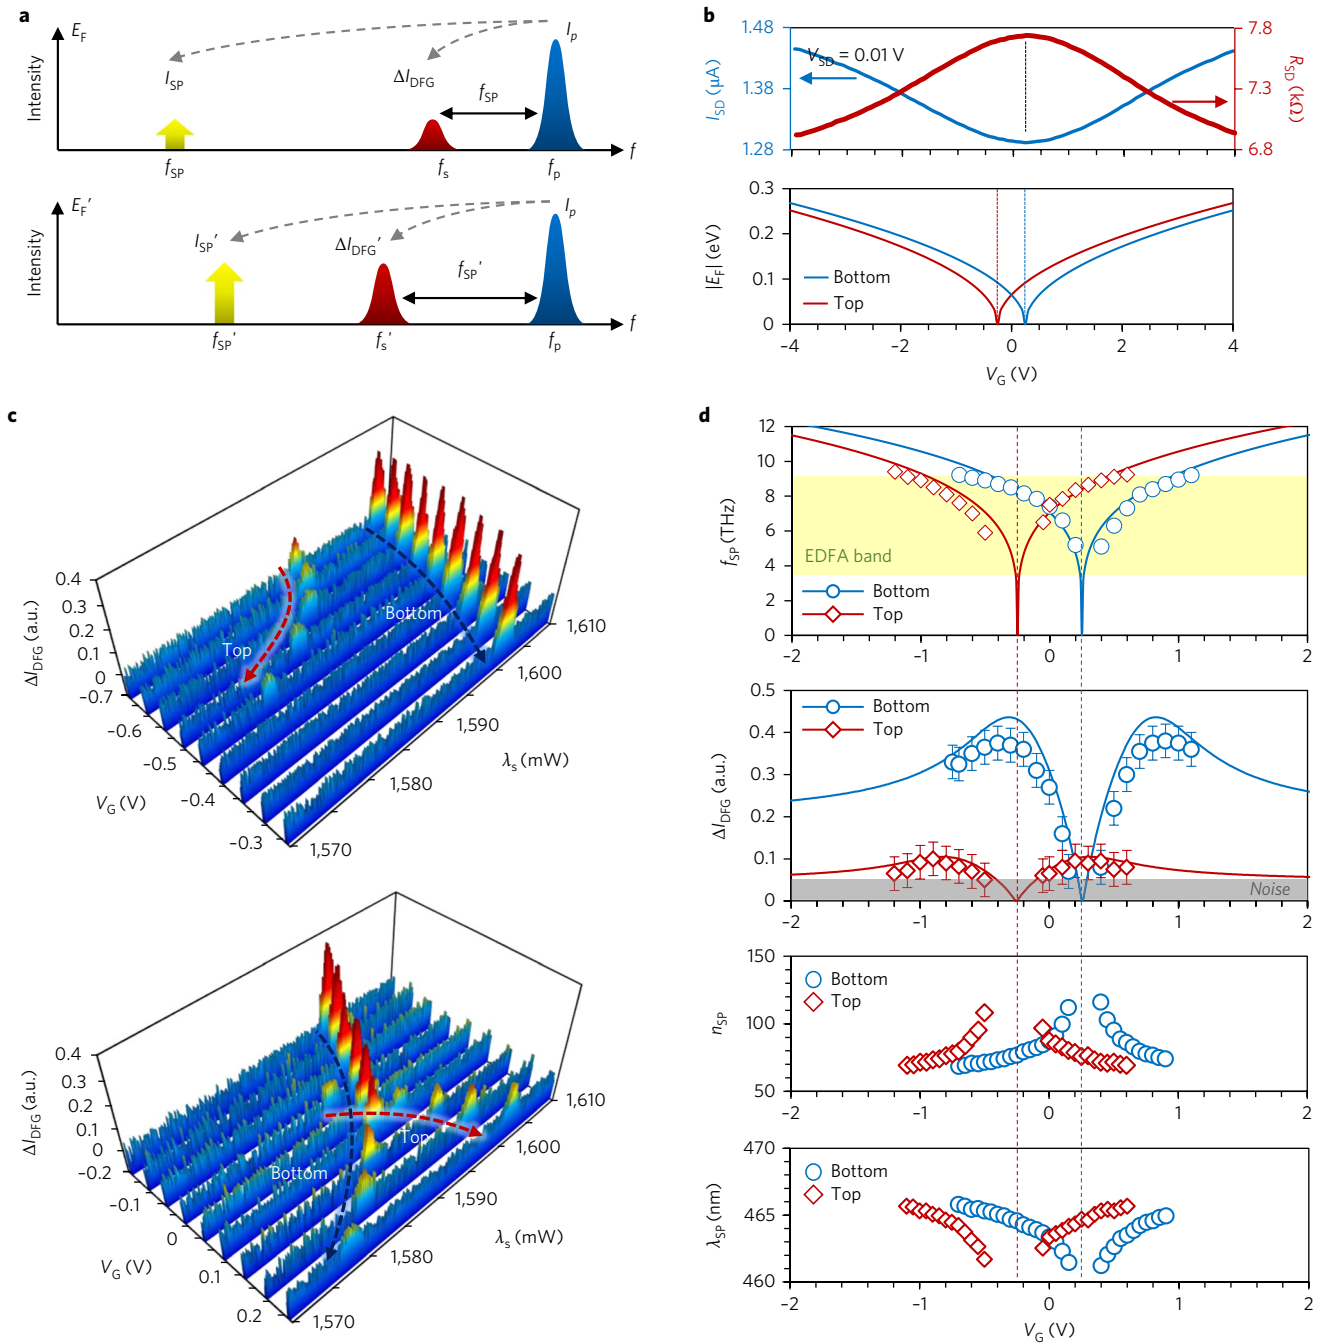 a
E_F
I_p
I_SP
ΔI_DFG
f_SP
Intensity
f
f_SP
f_s
f_p
E_F′
I_p
I_SP′
ΔI_DFG′
f_SP′
Intensity
f
f_SP′
f_s′
f_p
b
1.48
1.38
1.28
I_SD (μA)
V_SD = 0.01 V
7.8
7.3
6.8
R_SD (kΩ)
0.3
0.2
0.1
0
|E_F| (eV)
Bottom
Top
−4
−2
0
2
4
V_G (V)
c
0.4
0.3
0.2
0.1
0
ΔI_DFG (a.u.)
−0.7
−0.6
−0.5
−0.4
−0.3
V_G (V)
Top
Bottom
1,610
1,600
1,590
1,580
1,570
λ_s (mW)
0.4
0.3
0.2
0.1
0
ΔI_DFG (a.u.)
−0.2
−0.1
0
0.1
0.2
V_G (V)
Top
Bottom
1,610
1,600
1,590
1,580
1,570
λ_s (mW)
d
12
10
8
6
4
2
0
f_SP (THz)
EDFA band
Bottom
Top
−2
−1
0
1
2
0.5
0.4
0.3
0.2
0.1
0
ΔI_DFG (a.u.)
Bottom
Top
Noise
−2
−1
0
1
2
150
100
50
n_SP
Bottom
Top
−2
−1
0
1
2
470
465
460
λ_SP (nm)
Bottom
Top
−2
−1
0
1
2
V_G (V)